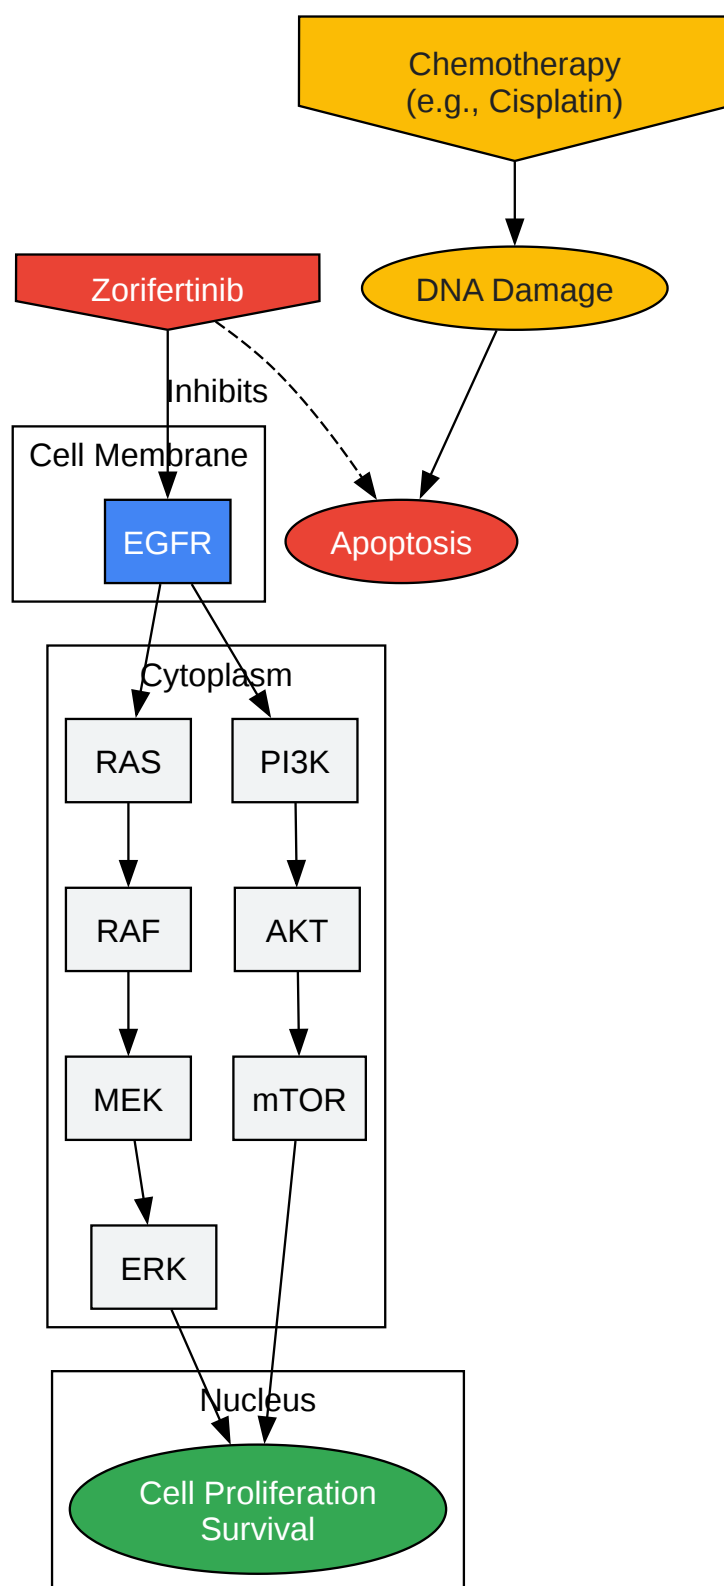 Chemotherapy
(e.g., Cisplatin)
Zorifertinib
DNA Damage
Inhibits
Cell Membrane
EGFR
Apoptosis
Cytoplasm
RAS
PI3K
RAF
AKT
MEK
mTOR
ERK
Nucleus
Cell Proliferation
Survival